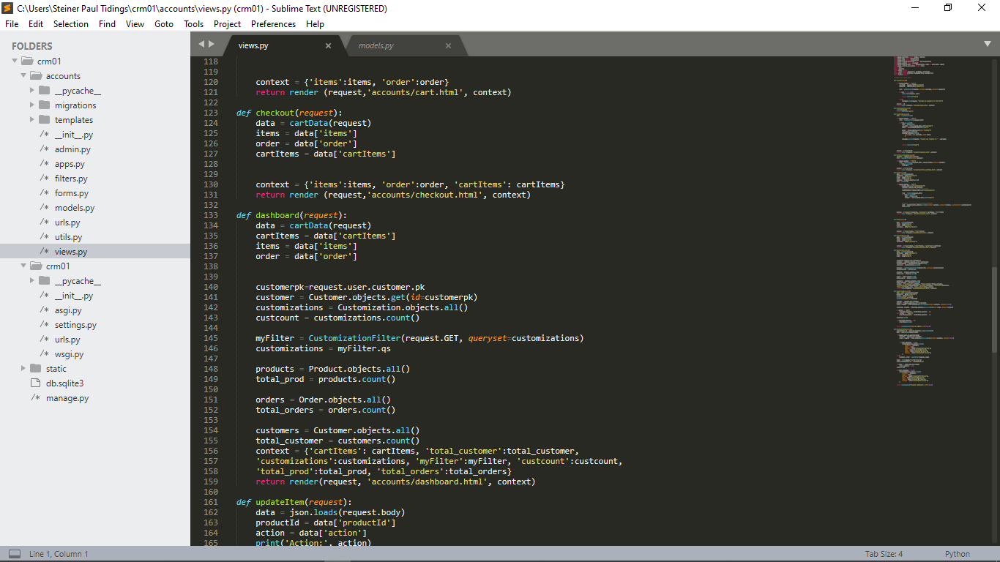 C:\Users\Steiner Paul Tidings\crm01\accounts\views.py (crm01) - Sublime Text (UNREGISTERED)
File Edit Selection Find View Goto Tools Project Preferences Help
FOLDERS
crm01
accounts
__pycache__
migrations
templates
/* __init__.py
/* admin.py
/* apps.py
/* filters.py
/* forms.py
/* models.py
/* urls.py
/* utils.py
/* views.py
crm01
__pycache__
/* __init__.py
/* asgi.py
/* settings.py
/* urls.py
/* wsgi.py
static
db.sqlite3
/* manage.py
views.py models.py
118
119
120 context = {'items':items, 'order':order}
121 return render (request,'accounts/cart.html', context)
122
123 def checkout(request):
124 data = cartData(request)
125 items = data['items']
126 order = data['order']
127 cartItems = data['cartItems']
128
129
130 context = {'items':items, 'order':order, 'cartItems': cartItems}
131 return render (request,'accounts/checkout.html', context)
132
133 def dashboard(request):
134 data = cartData(request)
135 cartItems = data['cartItems']
136 items = data['items']
137 order = data['order']
138
139
140 customerpk=request.user.customer.pk
141 customer = Customer.objects.get(id=customerpk)
142 customizations = Customization.objects.all()
143 custcount = customizations.count()
144
145 myFilter = CustomizationFilter(request.GET, queryset=customizations)
146 customizations = myFilter.qs
147
148 products = Product.objects.all()
149 total_prod = products.count()
150
151 orders = Order.objects.all()
152 total_orders = orders.count()
153
154 customers = Customer.objects.all()
155 total_customer = customers.count()
156 context = {'cartItems': cartItems, 'total_customer':total_customer,
157 'customizations':customizations, 'myFilter':myFilter, 'custcount':custcount,
158 'total_prod':total_prod, 'total_orders':total_orders}
159 return render(request, 'accounts/dashboard.html', context)
160
161 def updateItem(request):
162 data = json.loads(request.body)
163 productId = data['productId']
164 action = data['action']
165 print('Action:', action)
Line 1, Column 1 Tab Size: 4 Python